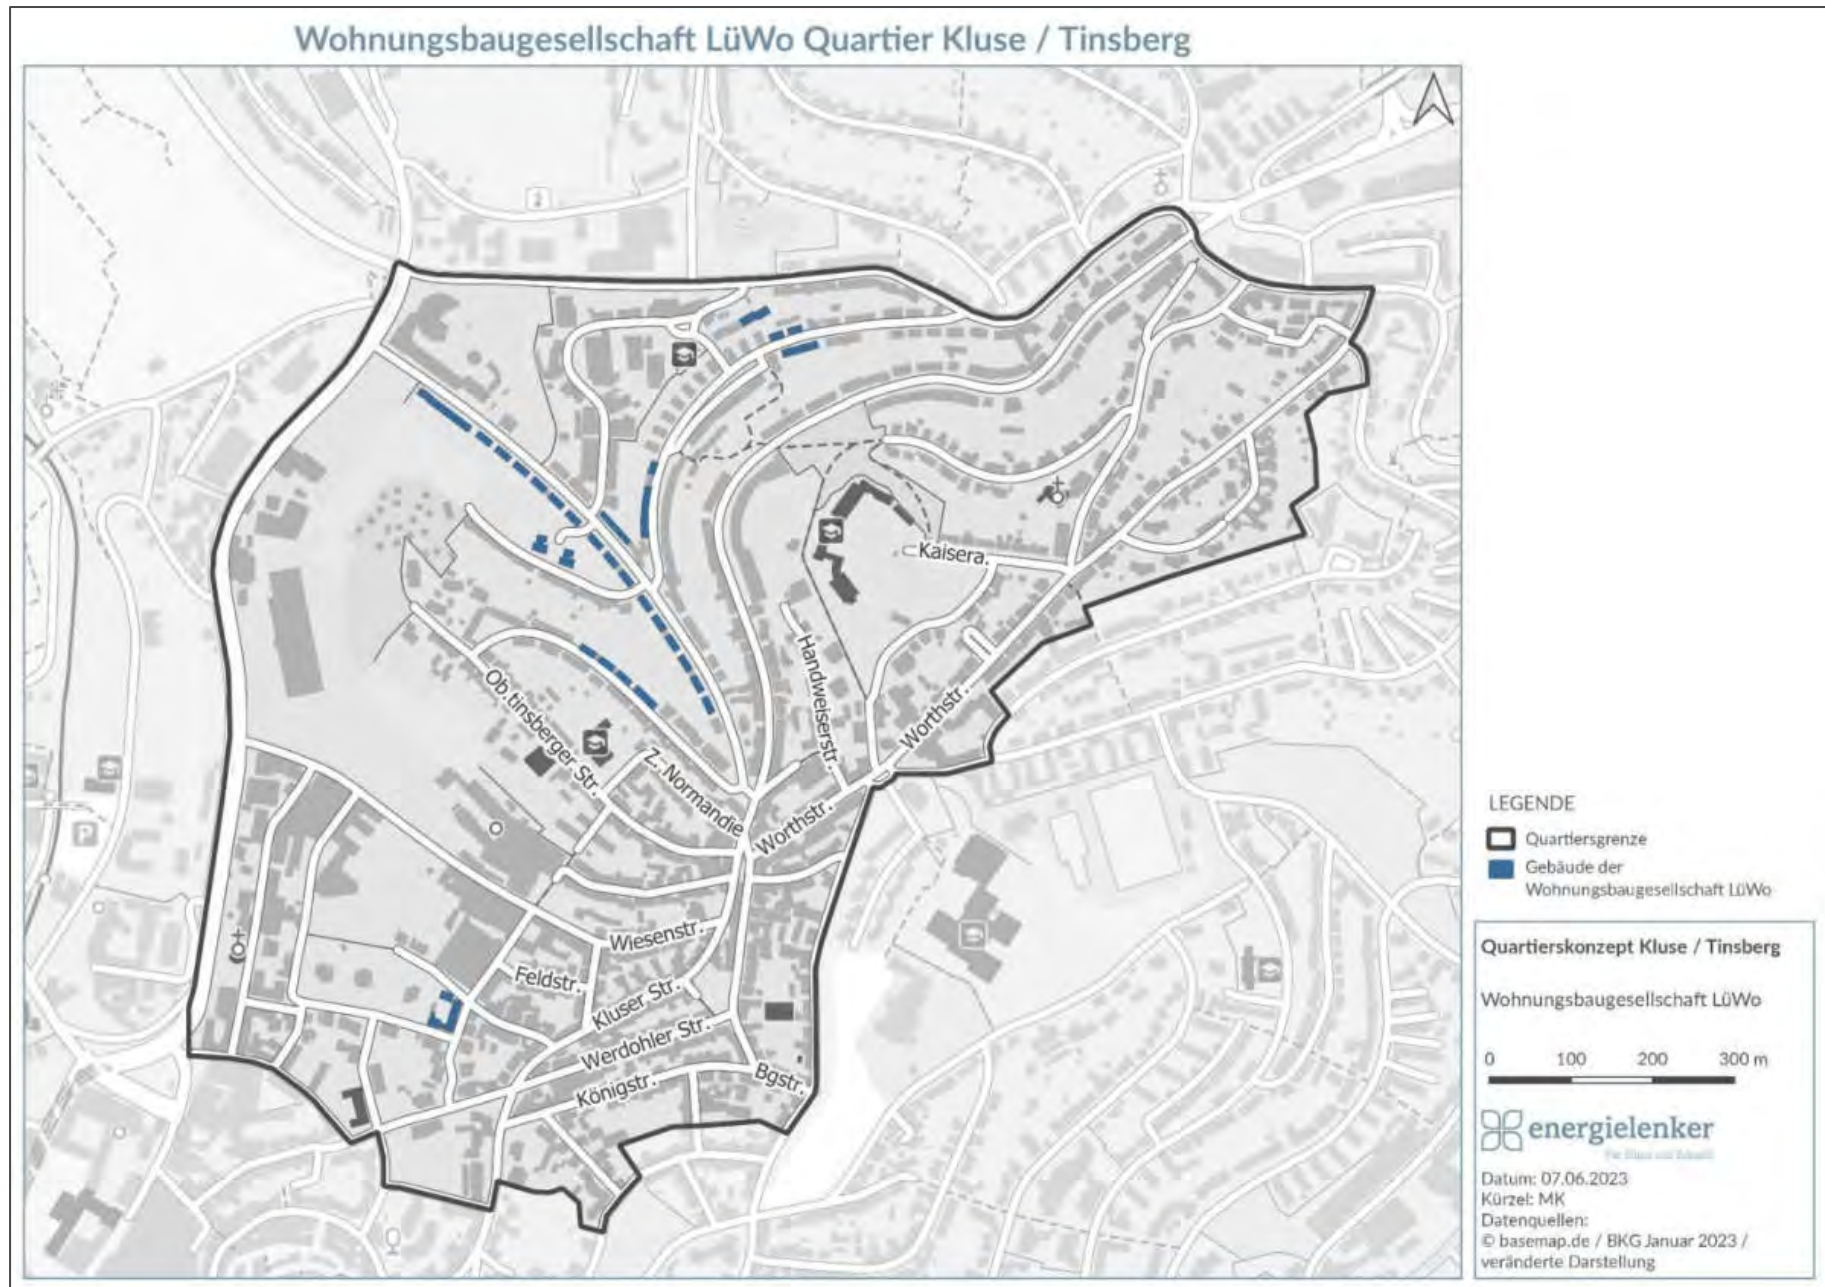 Wohnungsbaugesellschaft LüWo Quartier Kluse / Tinsberg
Kaisera.
Handweiserstr.
Worthstr.
Ob.tinsberger Str.
Z. Normandie
Worthstr.
Wiesenstr.
Feldstr.
Kluser Str.
Werdohler Str.
Königstr.
Bgstr.
LEGENDE
Quartiersgrenze
Gebäude der
Wohnungsbaugesellschaft LüWo
Quartierskonzept Kluse / Tinsberg
Wohnungsbaugesellschaft LüWo
0 100 200 300 m
energielenker
Datum: 07.06.2023
Kürzel: MK
Datenquellen:
© basemap.de / BKG Januar 2023 /
veränderte Darstellung